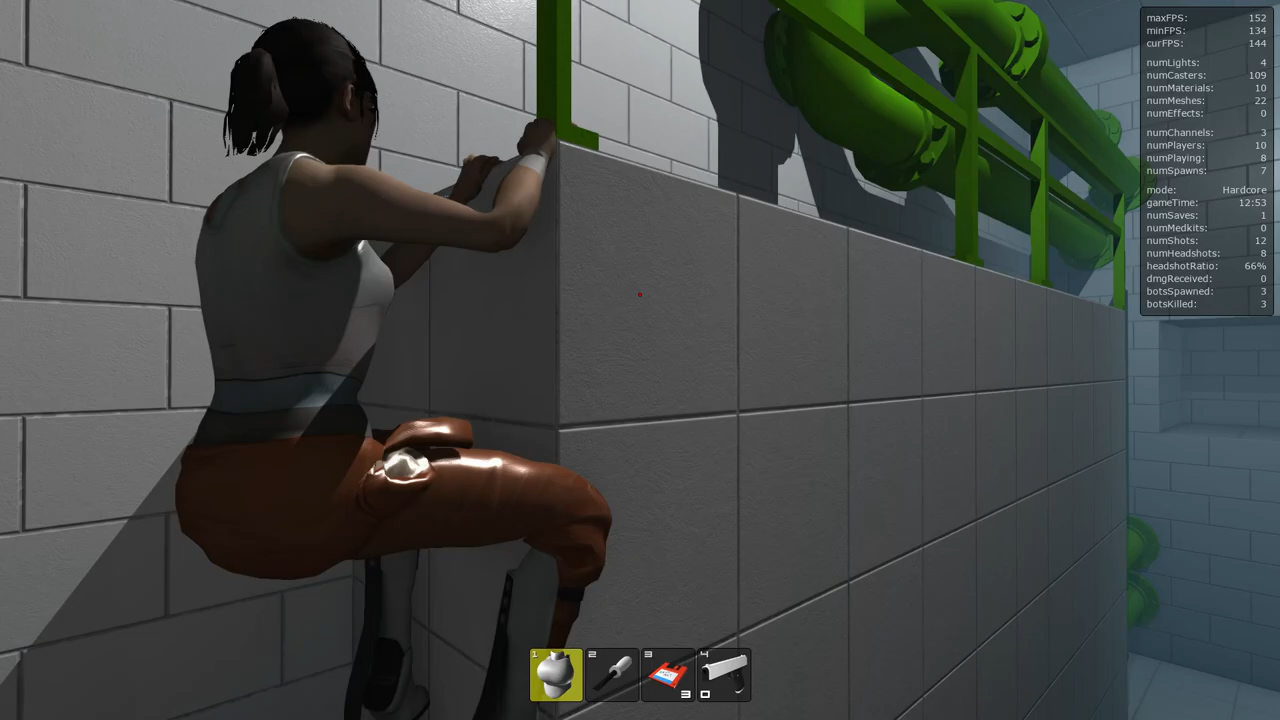 maxFPS: 152
minFPS: 134
curFPS: 144
numLights: 4
numCasters: 109
numMaterials: 10
numMeshes: 22
numEffects: 0
numChannels: 3
numPlayers: 10
numPlaying: 8
numSpawns: 7
mode: Hardcore
gameTime: 12:53
numSaves: 1
numMedkits: 0
numShots: 12
numHeadshots: 8
headshotRatio: 66%
dmgReceived: 0
botsSpawned: 3
botsKilled: 3
1 2 3 4
3 0